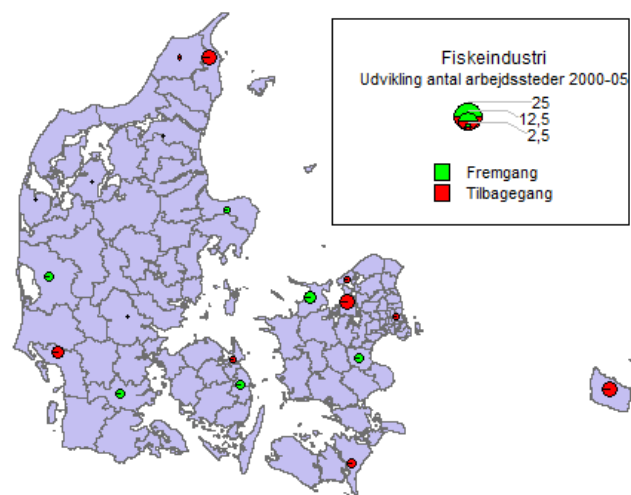 Fiskeindustri
Udvikling antal arbejdssteder 2000-05
25
12,5
2,5
Fremgang
Tilbagegang